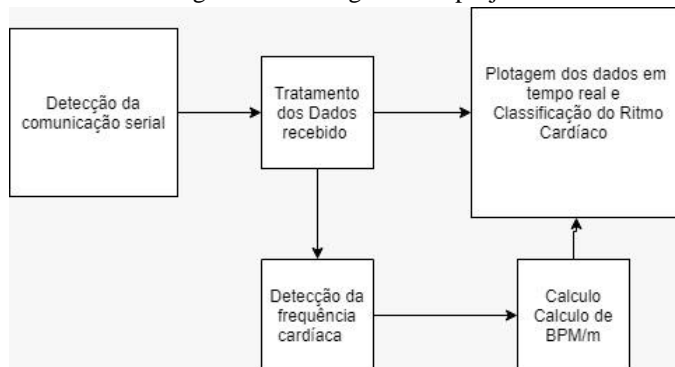 Detecção da
comunicação serial
Tratamento
dos Dados
recebido
Plotagem dos dados em
tempo real e
Classificação do Ritmo
Cardíaco
Detecção da
frequência
cardíaca
Calculo
Calculo de
BPM/m